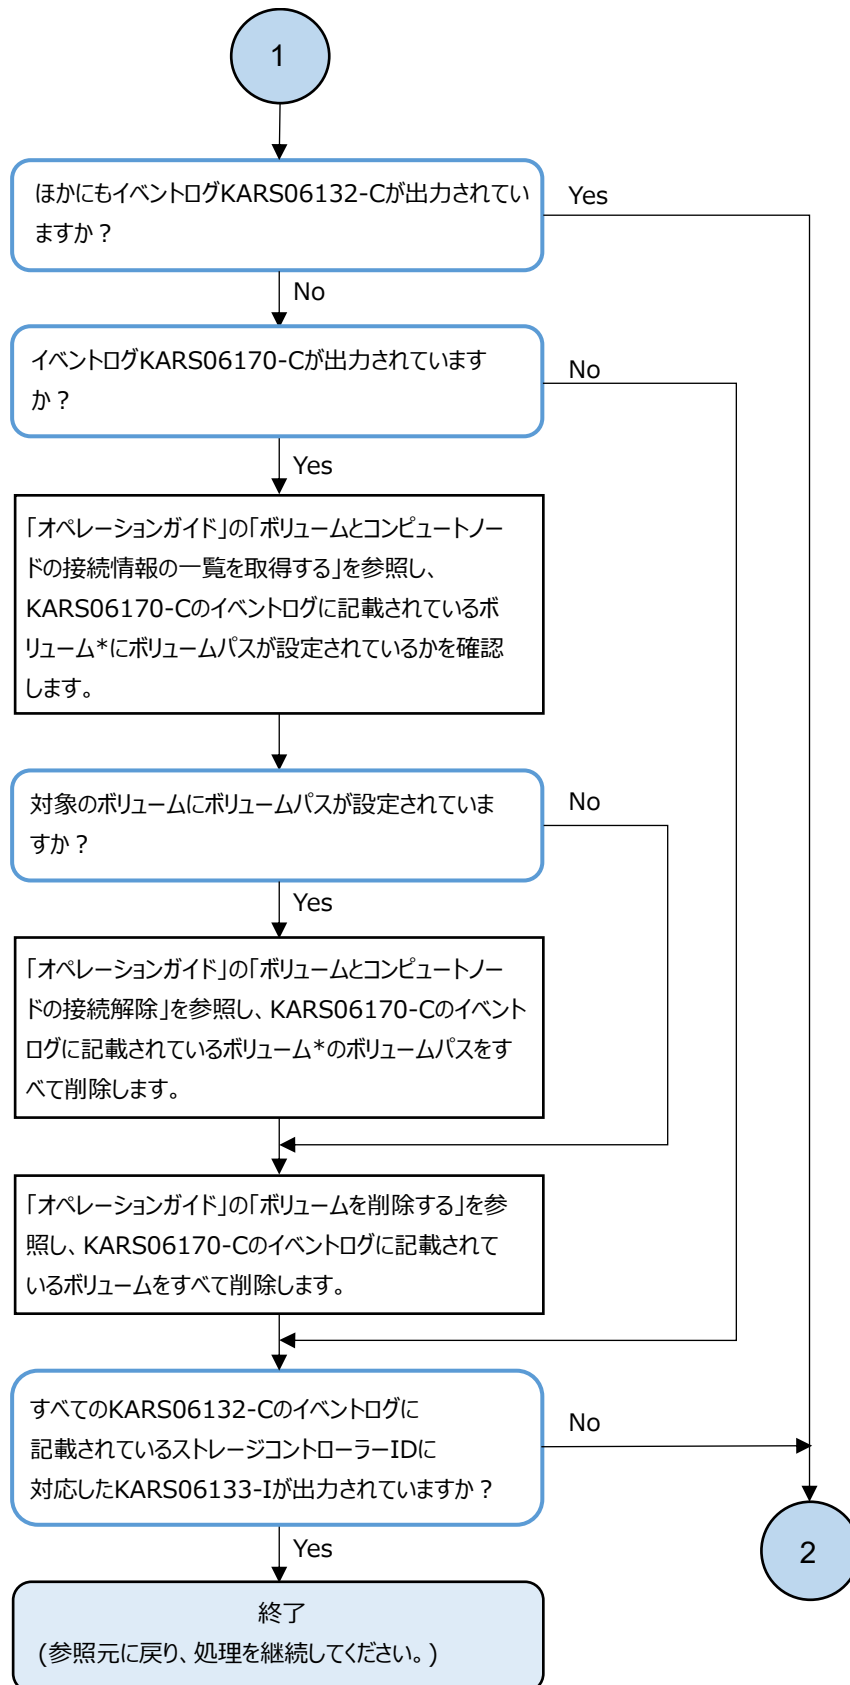 1
ほかにもイベントログKARS06132-Cが出力されてい
ますか？
Yes
No
イベントログKARS06170-Cが出力されています
か？
No
Yes
「オペレーションガイド」の「ボリュームとコンピュートノー
ドの接続情報の一覧を取得する」を参照し、
KARS06170-Cのイベントログに記載されているボ
リューム*にボリュームパスが設定されているかを確認
します。
対象のボリュームにボリュームパスが設定されていま
すか？
No
Yes
「オペレーションガイド」の「ボリュームとコンピュートノー
ドの接続解除」を参照し、KARS06170-Cのイベント
ログに記載されているボリューム*のボリュームパスをす
べて削除します。
「オペレーションガイド」の「ボリュームを削除する」を参
照し、KARS06170-Cのイベントログに記載されて
いるボリュームをすべて削除します。
すべてのKARS06132-Cのイベントログに
記載されているストレージコントローラーIDに
対応したKARS06133-Iが出力されていますか？
No
Yes
2
終了
(参照元に戻り、処理を継続してください。)